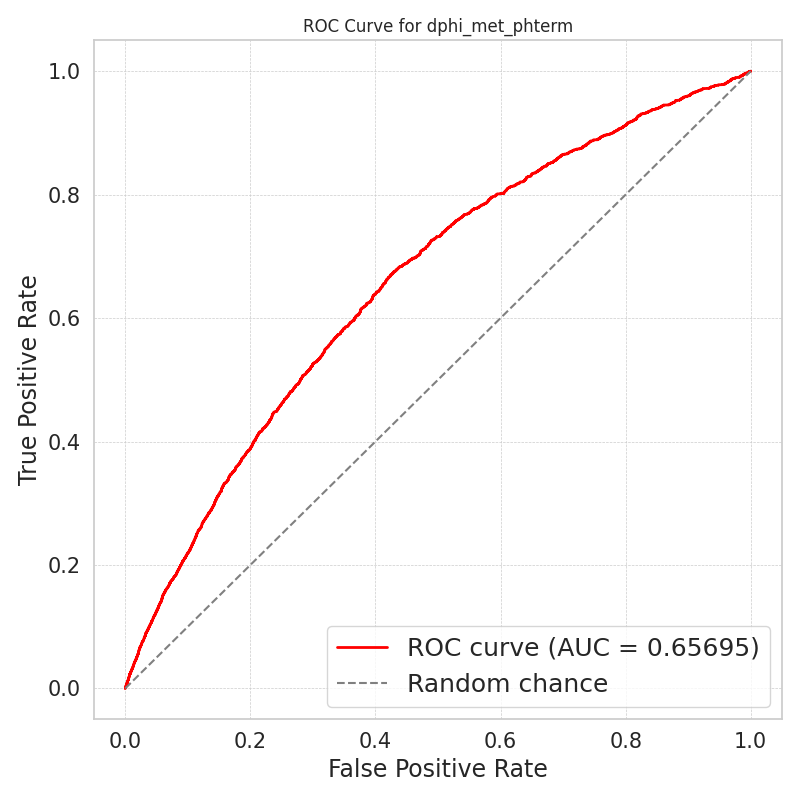 ROC Curve for dphi_met_phterm
True Positive Rate
1.0
0.8
0.6
0.4
0.2
0.0
ROC curve (AUC = 0.65695)
Random chance
0.0 0.2 0.4 0.6 0.8 1.0
False Positive Rate